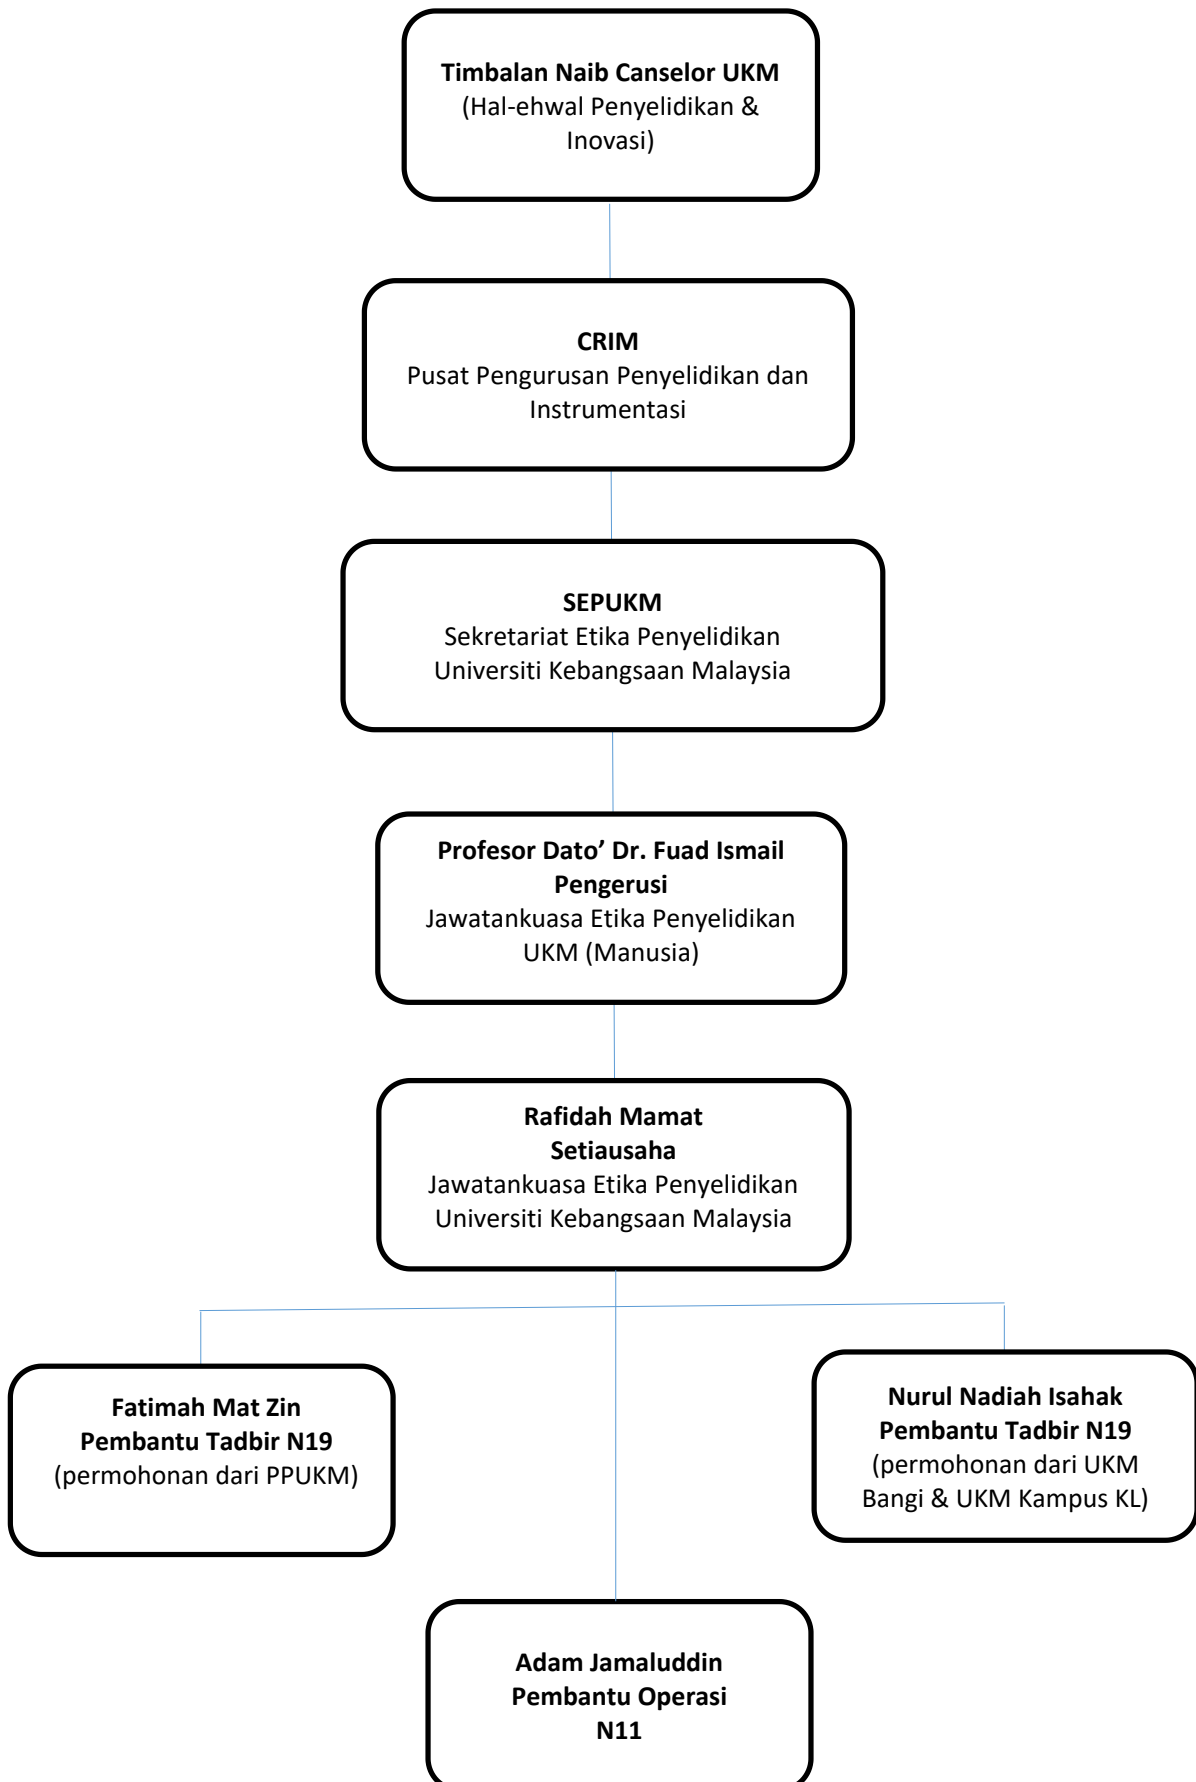 Timbalan Naib Canselor UKM
(Hal-ehwal Penyelidikan &
Inovasi)
CRIM
Pusat Pengurusan Penyelidikan dan
Instrumentasi
SEPUKM
Sekretariat Etika Penyelidikan
Universiti Kebangsaan Malaysia
Profesor Dato’ Dr. Fuad Ismail
Pengerusi
Jawatankuasa Etika Penyelidikan
UKM (Manusia)
Rafidah Mamat
Setiausaha
Jawatankuasa Etika Penyelidikan
Universiti Kebangsaan Malaysia
Fatimah Mat Zin
Pembantu Tadbir N19
(permohonan dari PPUKM)
Nurul Nadiah Isahak
Pembantu Tadbir N19
(permohonan dari UKM
Bangi & UKM Kampus KL)
Adam Jamaluddin
Pembantu Operasi
N11